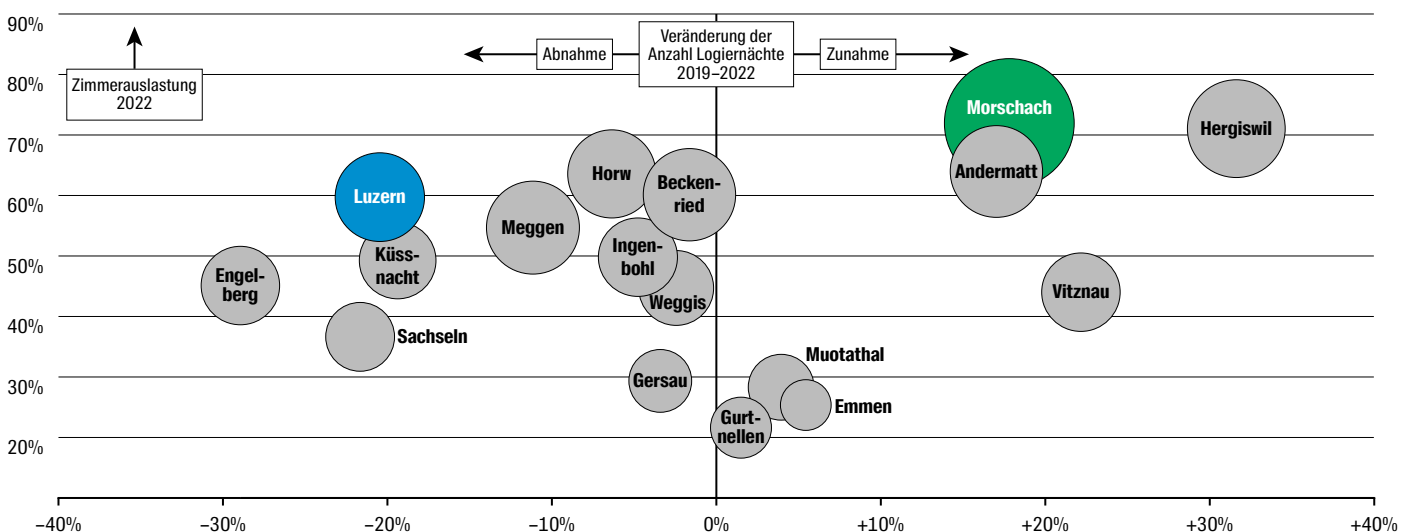 90%
80%
70%
60%
50%
40%
30%
20%
Zimmerauslastung
2022
Abnahme
Veränderung der
Anzahl Logiernächte
2019–2022
Zunahme
Morschach
Hergiswil
Andermatt
Horw
Becken-
ried
Luzern
Meggen
Ingen-
bohl
Küss-
nacht
Engel-
berg
Weggis
Vitznau
Sachseln
Muotathal
Gersau
Emmen
Gurt-
nellen
–40%
–30%
–20%
–10%
0%
+10%
+20%
+30%
+40%